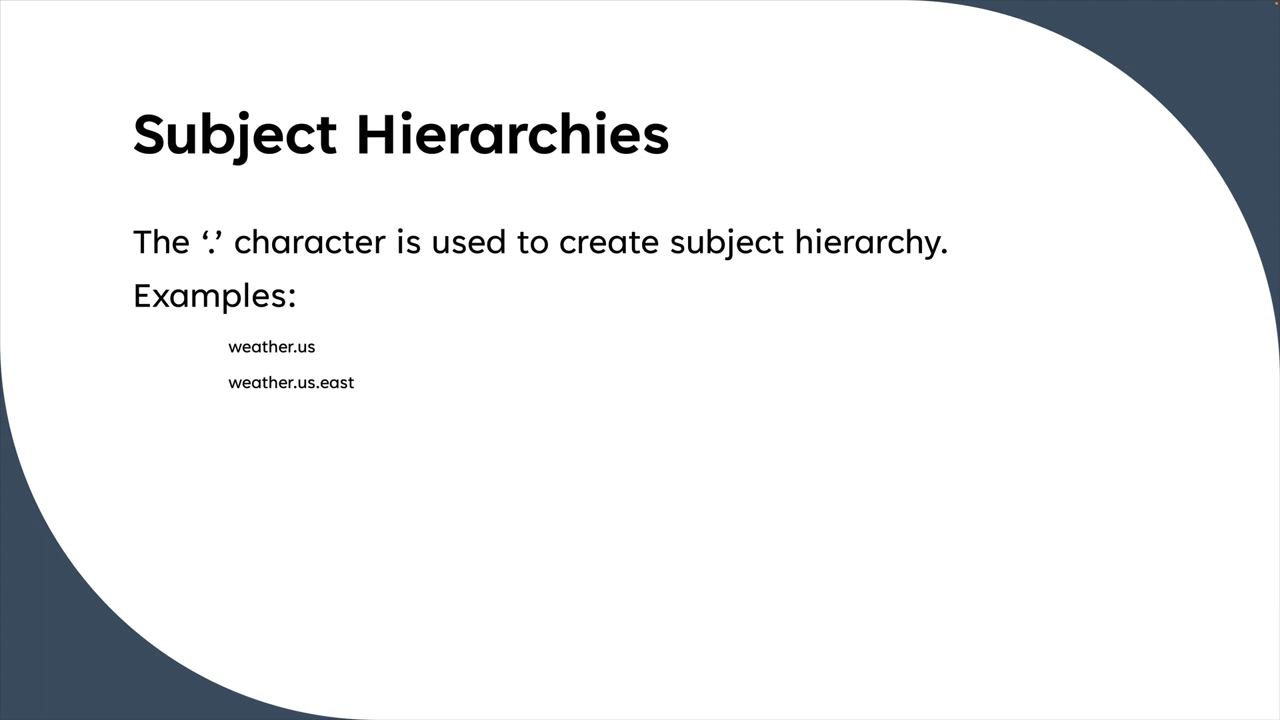 Subject Hierarchies
The ‘.’ character is used to create subject hierarchy.
Examples:
weather.us
weather.us.east